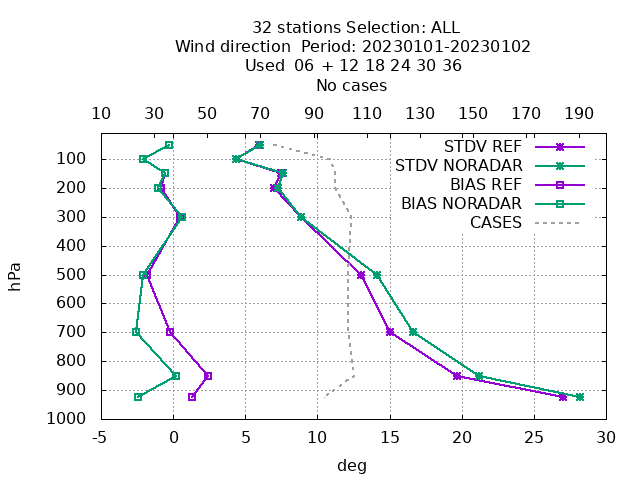 32 stations Selection: ALL
Wind direction  Period: 20230101-20230102
Used  06 + 12 18 24 30 36
No cases
10 30 50 70 90 110 130 150 170 190
STDV REF
STDV NORADAR
BIAS REF
BIAS NORADAR
CASES
hPa
100
200
300
400
500
600
700
800
900
1000
-5 0 5 10 15 20 25 30
deg